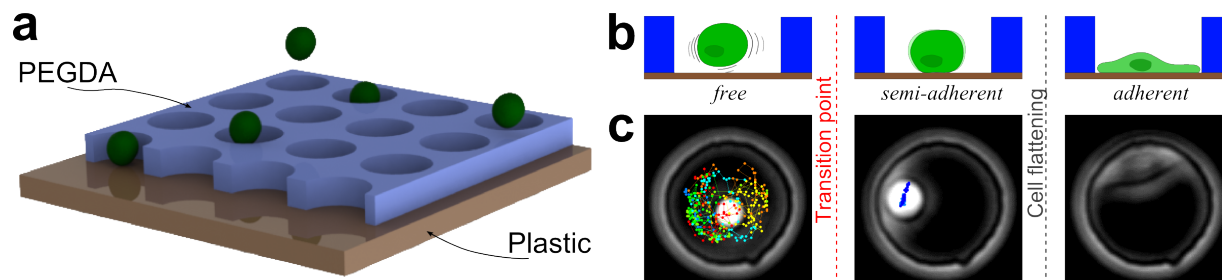 a
PEGDA
Plastic
b
free
semi-adherent
adherent
c
Transition point
Cell flattening